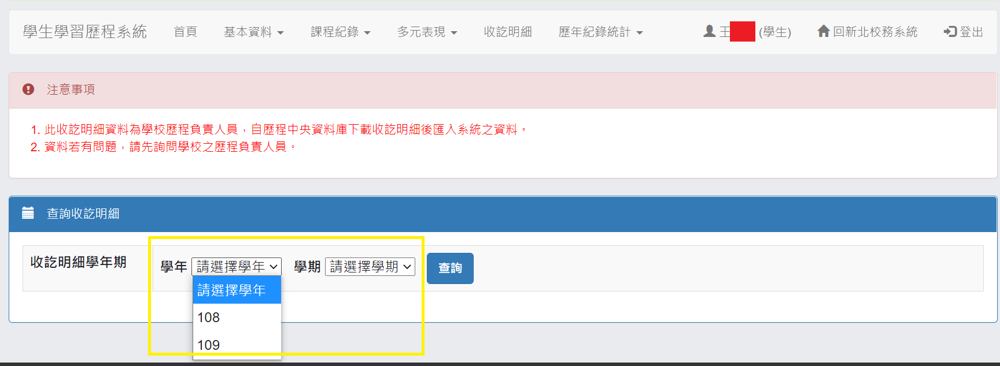 學生學習歷程系統 首頁 基本資料 課程紀錄 多元表現 收訖明細 歷年紀錄統計 王 (學生) 回新北校務系統 登出
注意事項
1. 此收訖明細資料為學校歷程負責人員，自歷程中央資料庫下載收訖明細後匯入系統之資料。
2. 資料若有問題，請先詢問學校之歷程負責人員。
查詢收訖明細
收訖明細學年期 學年 請選擇學年 學期 請選擇學期 查詢
請選擇學年
108
109